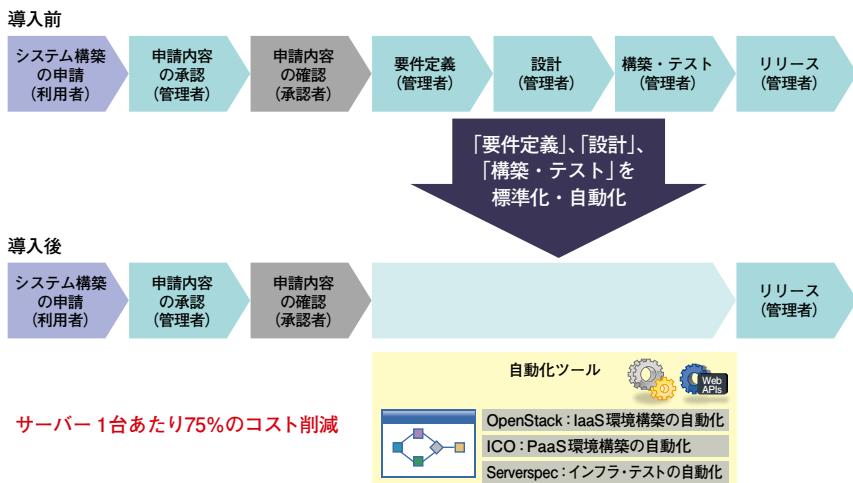 導入前
システム構築
の申請
(利用者)
申請内容
の承認
(管理者)
申請内容
の確認
(承認者)
要件定義
(管理者)
設計
(管理者)
構築・テスト
(管理者)
リリース
(管理者)
「要件定義」、「設計」、
「構築・テスト」を
標準化・自動化
導入後
システム構築
の申請
(利用者)
申請内容
の承認
(管理者)
申請内容
の確認
(承認者)
リリース
(管理者)
自動化ツール
Web
APIs
サーバー 1台あたり75%のコスト削減
OpenStack:IaaS環境構築の自動化
ICO:PaaS環境構築の自動化
Serverspec:インフラ・テストの自動化